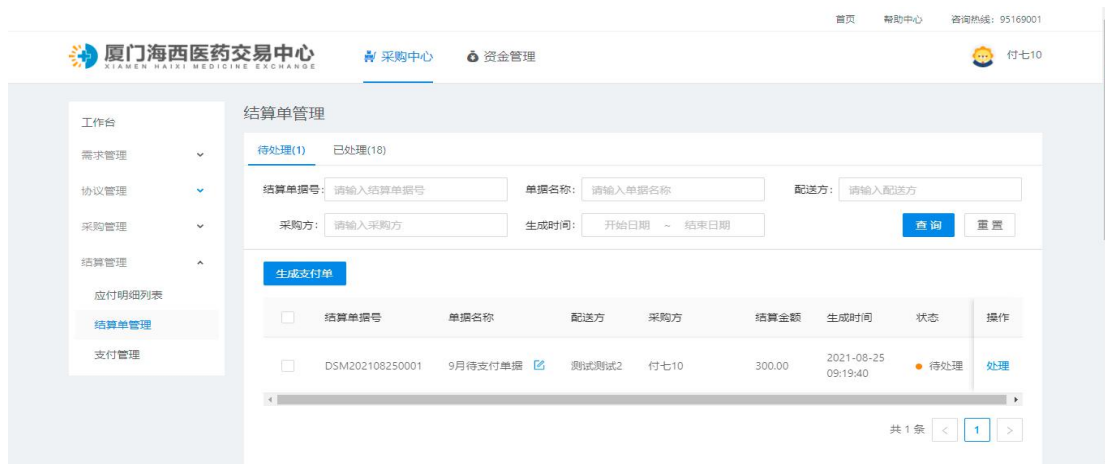 首页 帮助中心 咨询热线：95169001
厦门海西医药交易中心 采购中心 资金管理 付七10
XIAMEN HAIXI MEDICINE EXCHANGE
工作台
需求管理
协议管理
采购管理
结算管理
应付明细列表
结算单管理
支付管理
结算单管理
待处理(1) 已处理(18)
结算单据号: 请输入结算单据号 单据名称: 请输入单据名称 配送方: 请输入配送方
采购方: 请输入采购方 生成时间: 开始日期 ~ 结束日期 查询 重置
生成支付单
结算单据号 单据名称 配送方 采购方 结算金额 生成时间 状态 操作
DSM202108250001 9月待支付单据 测试测试2 付七10 300.00 2021-08-25 09:19:40 待处理 处理
共1条 < 1 >